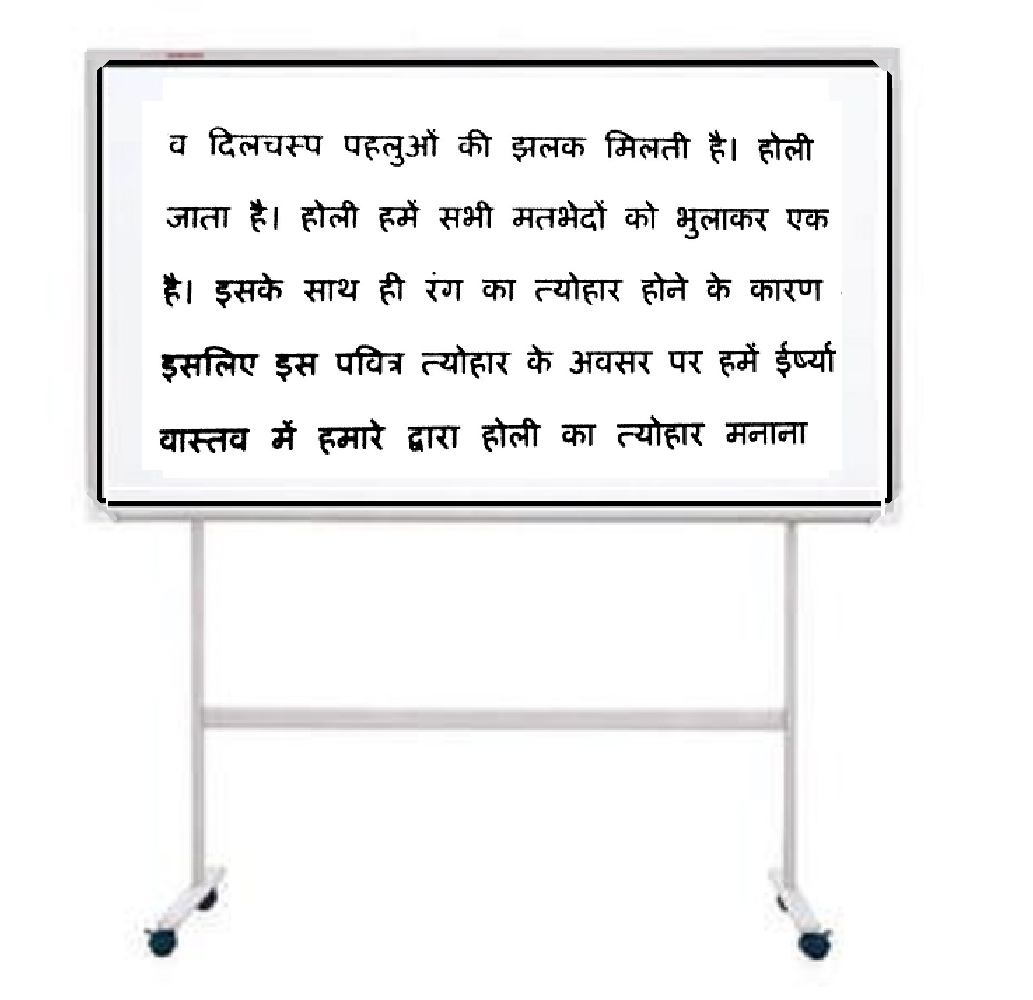 व दिलचस्प पहलुओं की झलक मिलती है। होली
जाता है। होली हमें सभी मतभेदों को भुलाकर एक
है। इसके साथ ही रंग का त्योहार होने के कारण
इसलिए इस पवित्र त्योहार के अवसर पर हमें ईर्ष्या
वास्तव में हमारे द्वारा होली का त्योहार मनाना